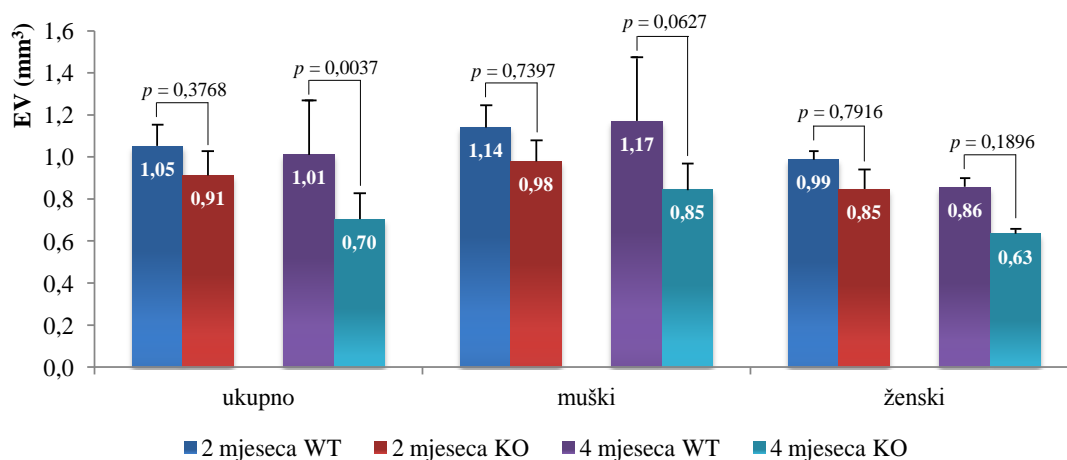 EV (mm³)
1,6
1,4
1,2
1,0
0,8
0,6
0,4
0,2
0,0
p = 0,3768
p = 0,0037
p = 0,7397
p = 0,0627
p = 0,7916
p = 0,1896
1,05
0,91
1,01
0,70
1,14
0,98
1,17
0,85
0,99
0,85
0,86
0,63
ukupno
muški
ženski
2 mjeseca WT
2 mjeseca KO
4 mjeseca WT
4 mjeseca KO